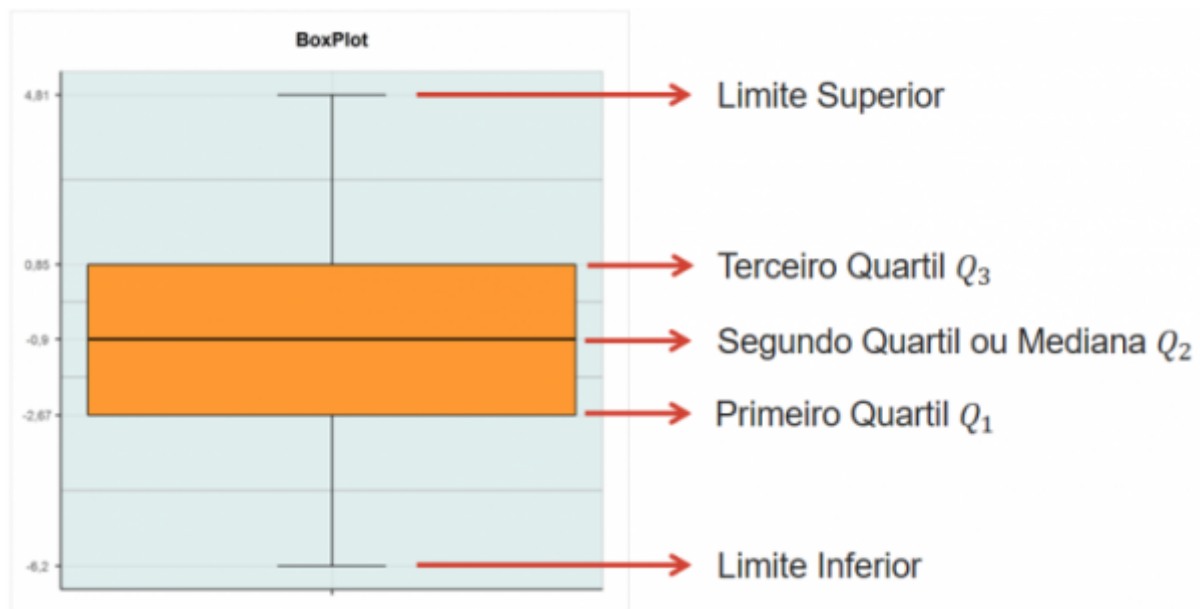 BoxPlot
4,81
Limite Superior
0,85
Terceiro Quartil Q₃
-0,9
Segundo Quartil ou Mediana Q₂
-2,67
Primeiro Quartil Q₁
-6,2
Limite Inferior